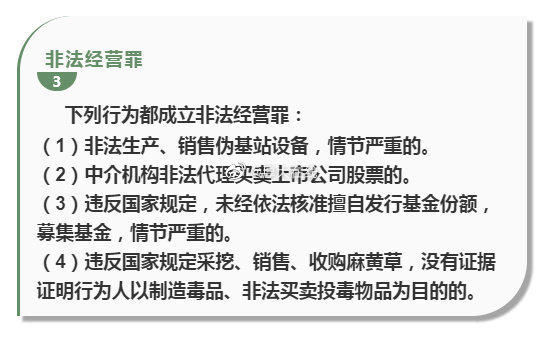 非法经营罪
3
下列行为都成立非法经营罪：
（1）非法生产、销售伪基站设备，情节严重的。
（2）中介机构非法代理买卖上市公司股票的。
（3）违反国家规定，未经依法核准擅自发行基金份额，
募集基金，情节严重的。
（4）违反国家规定采挖、销售、收购麻黄草，没有证据
证明行为人以制造毒品、非法买卖投毒物品为目的的。